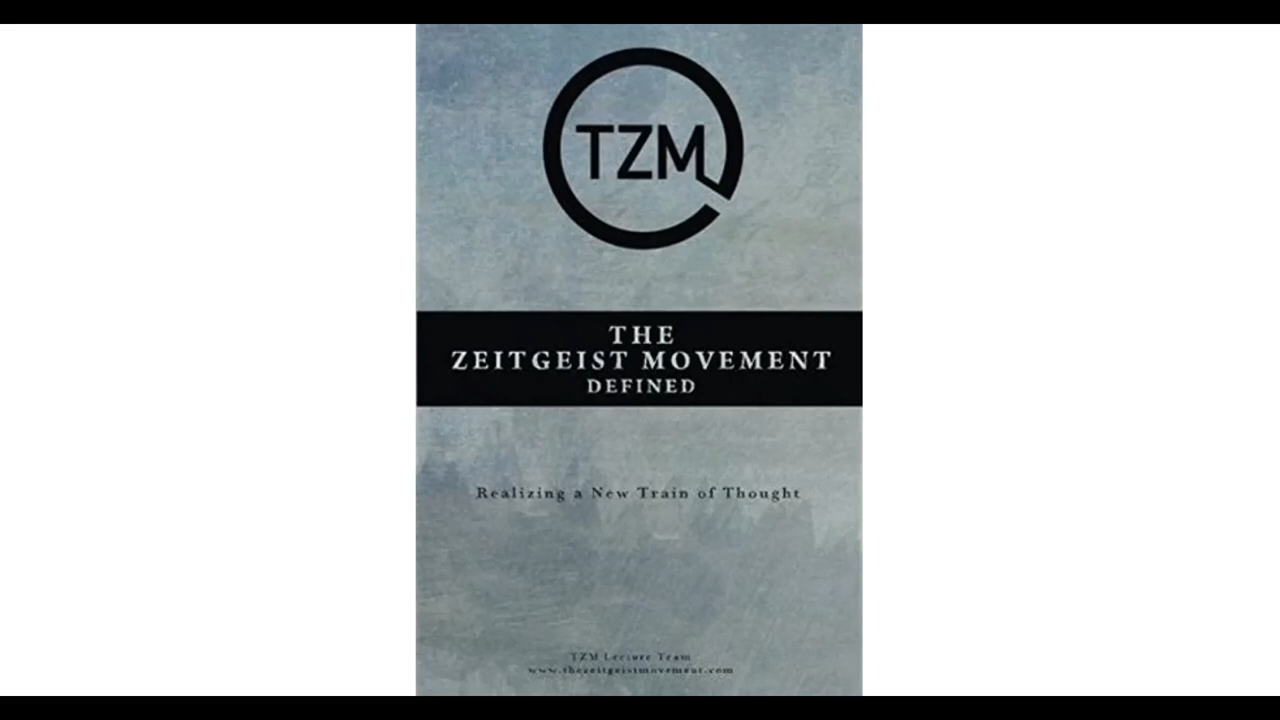 TZM
THE
ZEITGEIST MOVEMENT
DEFINED
Realizing a New Train of Thought
TZM Lecture Team
www.thezeitgeistmovement.com